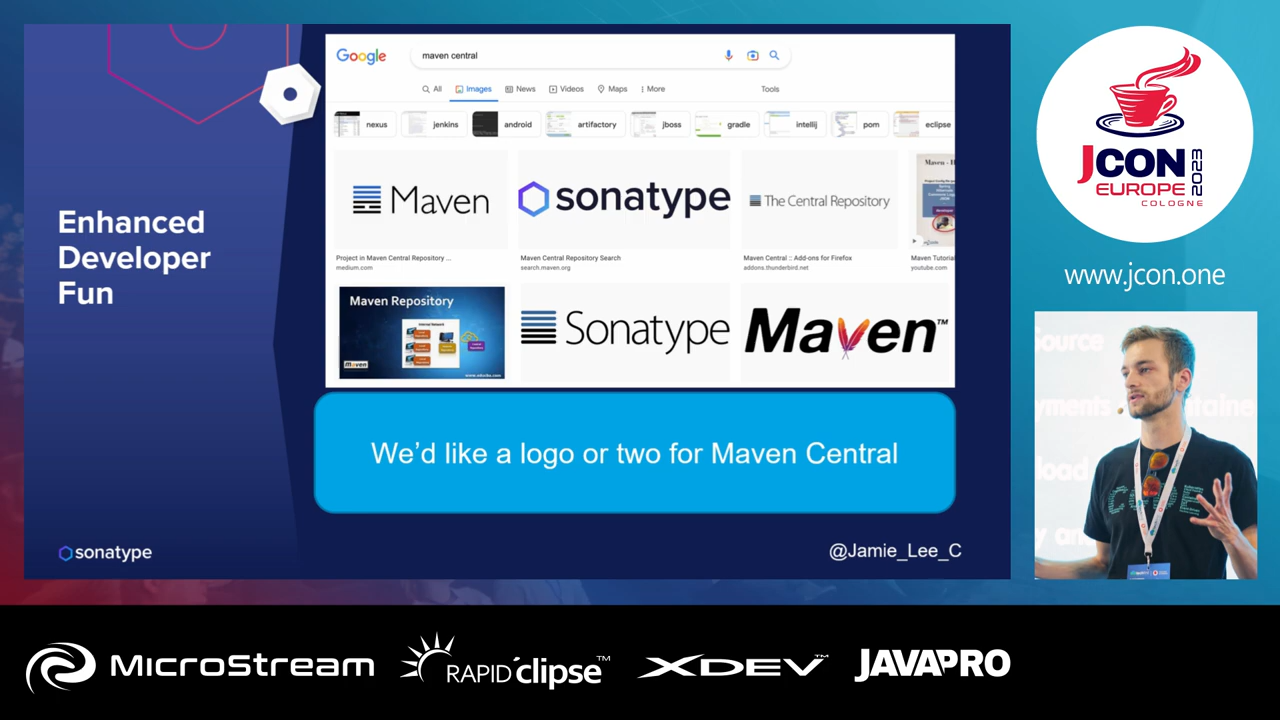 Enhanced
Developer
Fun
Google
maven central
All
Images
News
Videos
Maps
More
Tools
nexus
jenkins
android
artifactory
jboss
gradle
intellij
pom
eclipse
Maven
sonatype
The Central Repository
Project in Maven Central Repository ...
medium.com
Maven Central Repository Search
search.maven.org
Maven Central :: Add-ons for Firefox
addons.thunderbird.net
Maven Tutorial
youtube.com
Maven Repository
Maven
Sonatype
Maven™
We'd like a logo or two for Maven Central
sonatype
@Jamie_Lee_C
JCON
EUROPE
COLOGNE
2023
www.jcon.one
Source
MicroStream
RAPID clipse™
XDEV™
JAVAPRO